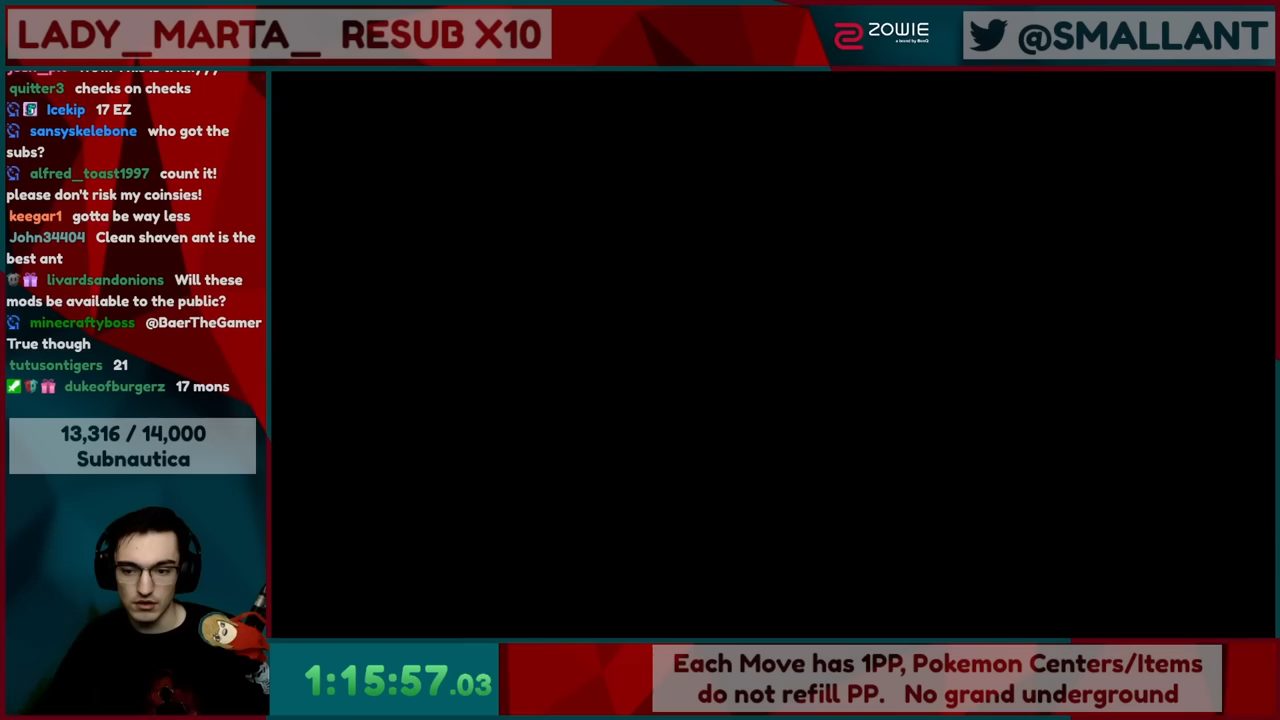 LADY_MARTA_ RESUB X10
ZOWIE
@SMALLANT
quitter3 checks on checks
Icekip 17 EZ
sansyskelebone who got the
subs?
alfred_toast1997 count it!
please don't risk my coinsies!
keegar1 gotta be way less
John34404 Clean shaven ant is the
best ant
livardsandonions Will these
mods be available to the public?
minecraftyboss @BaerTheGamer
True though
tutusontigers 21
dukeofburgerz 17 mons
13,316 / 14,000
Subnautica
1:15:57.03
Each Move has 1PP, Pokemon Centers/Items
do not refill PP. No grand underground